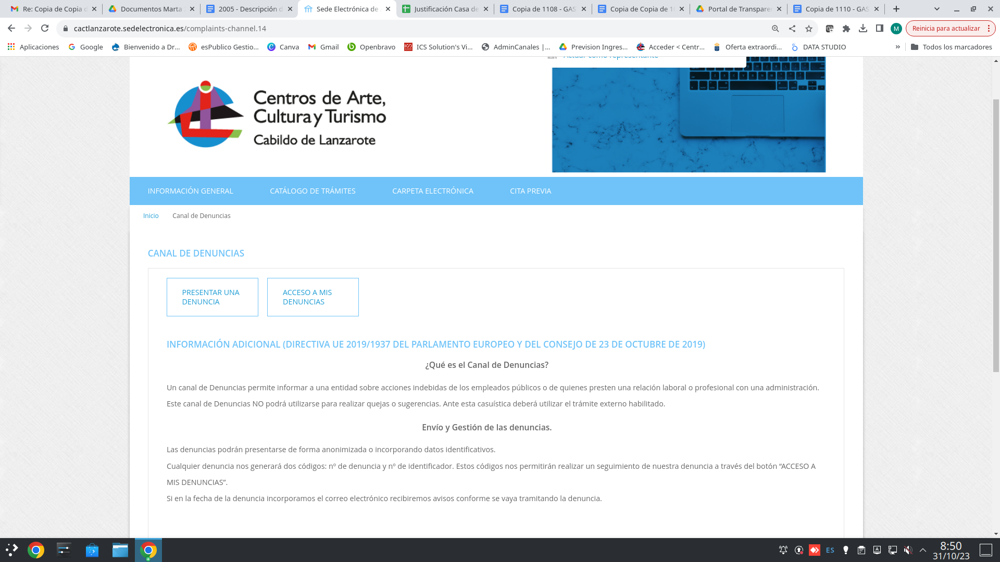 Re: Copia de Copia d
Documentos Marta
2005 - Descripción d
Sede Electrónica de
Justificación Casa de
Copia de 1108 - GAS
Copia de Copia de 1
Portal de Transparen
Copia de 1110 - GAS
cactlanzarote.sedelectronica.es/complaints-channel.14
M
Reinicia para actualizar
Aplicaciones
Google
Bienvenido a Dr...
esPublico Gestio...
Canva
Gmail
Openbravo
ICS Solution's Vi...
AdminCanales |...
Prevision Ingres...
Acceder < Centr...
Oferta extraordi...
DATA STUDIO
»
Todos los marcadores
Actuar como representante
Centros de Arte,
Cultura y Turismo
Cabildo de Lanzarote
INFORMACIÓN GENERAL
CATÁLOGO DE TRÁMITES
CARPETA ELECTRÓNICA
CITA PREVIA
Inicio
Canal de Denuncias
CANAL DE DENUNCIAS
PRESENTAR UNA
DENUNCIA
ACCESO A MIS
DENUNCIAS
INFORMACIÓN ADICIONAL (DIRECTIVA UE 2019/1937 DEL PARLAMENTO EUROPEO Y DEL CONSEJO DE 23 DE OCTUBRE DE 2019)
¿Qué es el Canal de Denuncias?
Un canal de Denuncias permite informar a una entidad sobre acciones indebidas de los empleados públicos o de quienes presten una relación laboral o profesional con una administración.
Este canal de Denuncias NO podrá utilizarse para realizar quejas o sugerencias. Ante esta casuística deberá utilizar el trámite externo habilitado.
Envío y Gestión de las denuncias.
Las denuncias podrán presentarse de forma anonimizada o incorporando datos identificativos.
Cualquier denuncia nos generará dos códigos: nº de denuncia y nº de identificador. Estos códigos nos permitirán realizar un seguimiento de nuestra denuncia a través del botón “ACCESO A
MIS DENUNCIAS”.
Si en la fecha de la denuncia incorporamos el correo electrónico recibiremos avisos conforme se vaya tramitando la denuncia.
ES
8:50
31/10/23